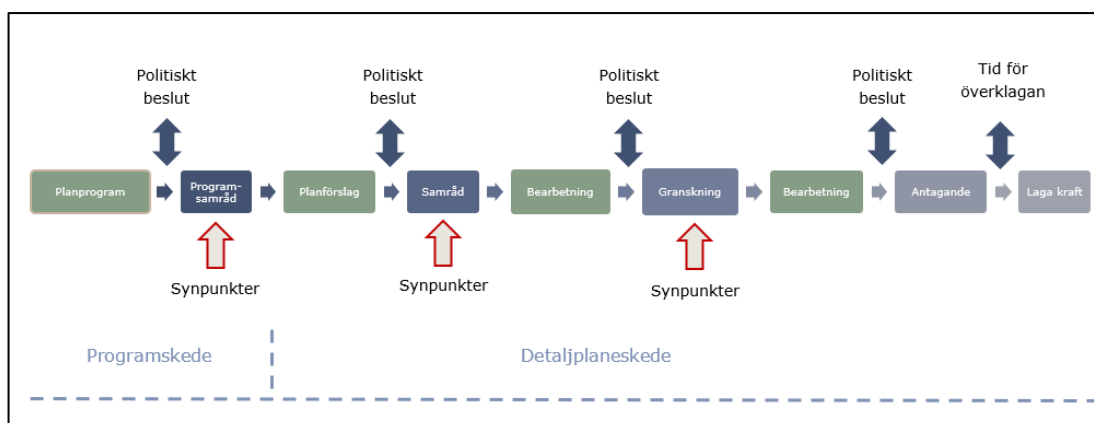 Politiskt
beslut
Politiskt
beslut
Politiskt
beslut
Politiskt
beslut
Tid för
överklagan
Planprogram
Program-
samråd
Planförslag
Samråd
Bearbetning
Granskning
Bearbetning
Antagande
Laga kraft
Synpunkter
Synpunkter
Synpunkter
Programskede
Detaljplaneskede